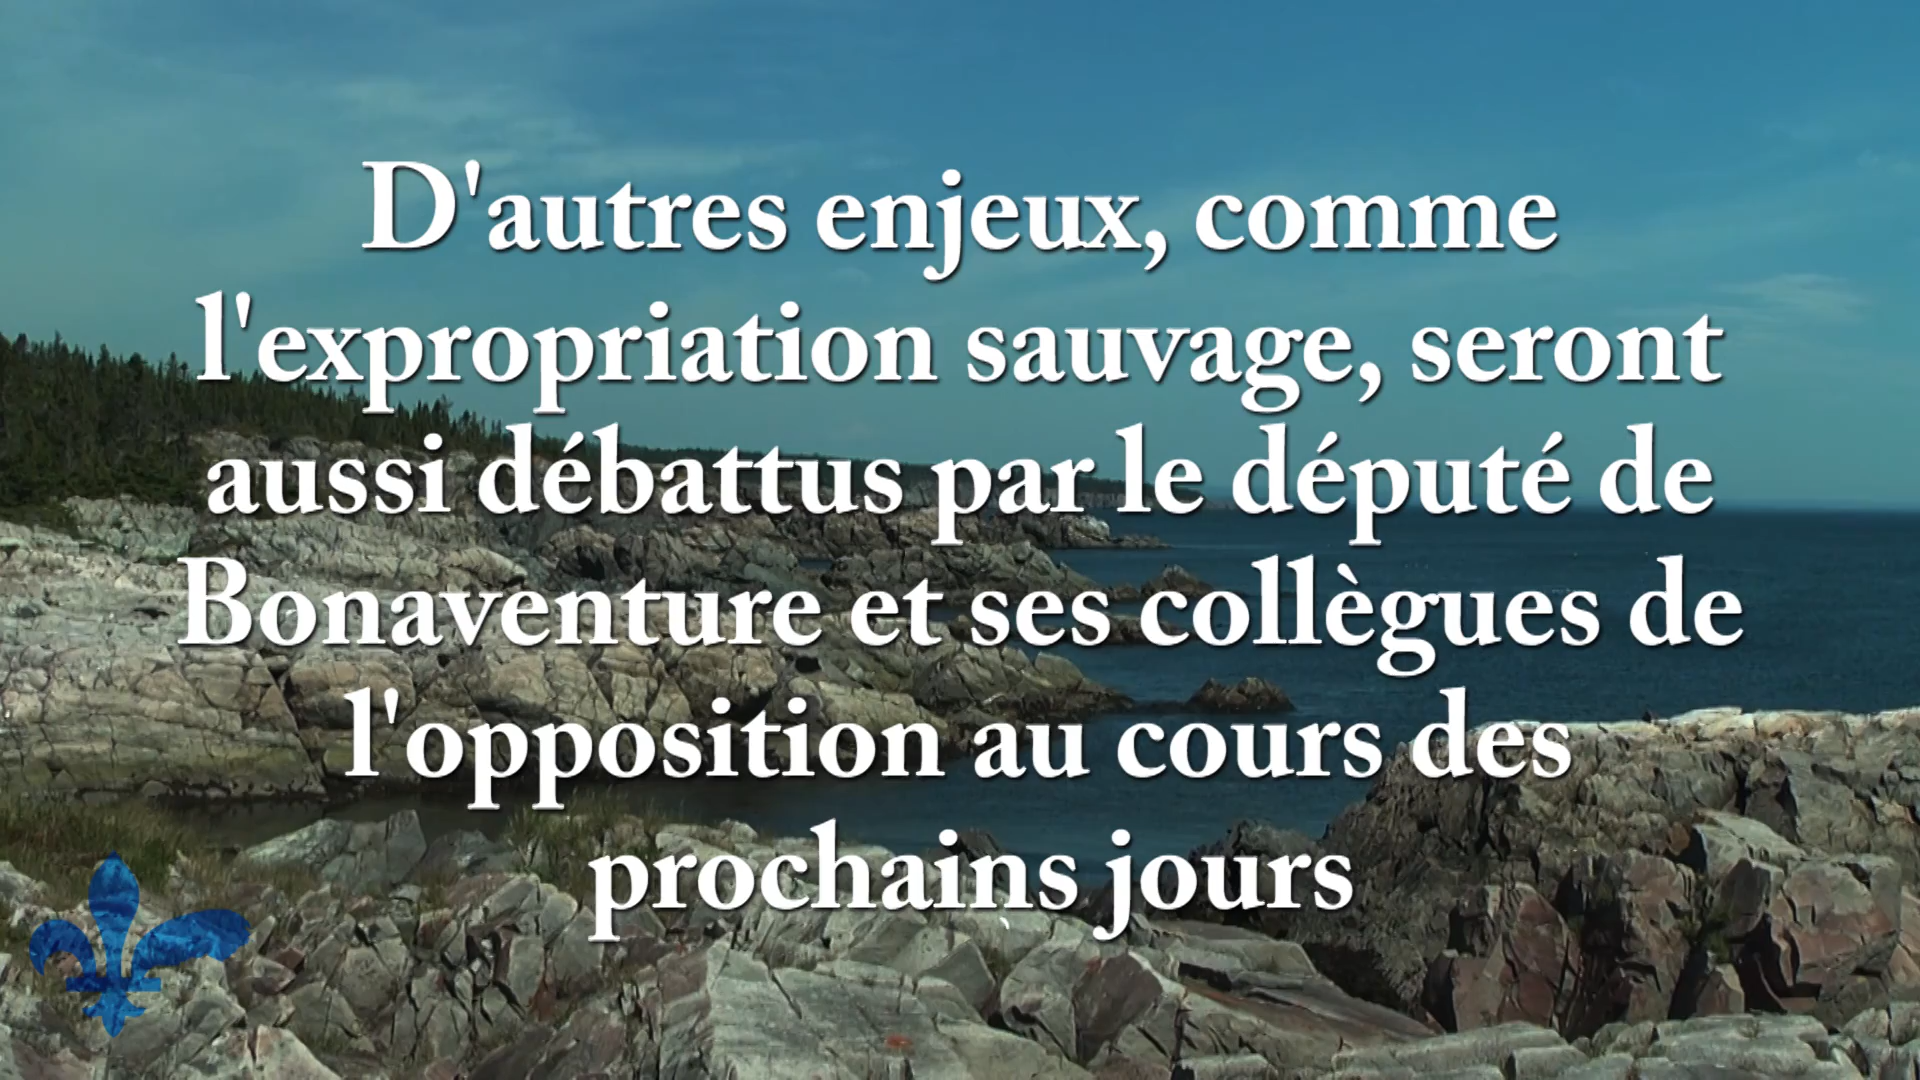 D'autres enjeux, comme
l'expropriation sauvage, seront
aussi débattus par le député de
Bonaventure et ses collègues de
l'opposition au cours des
prochains jours